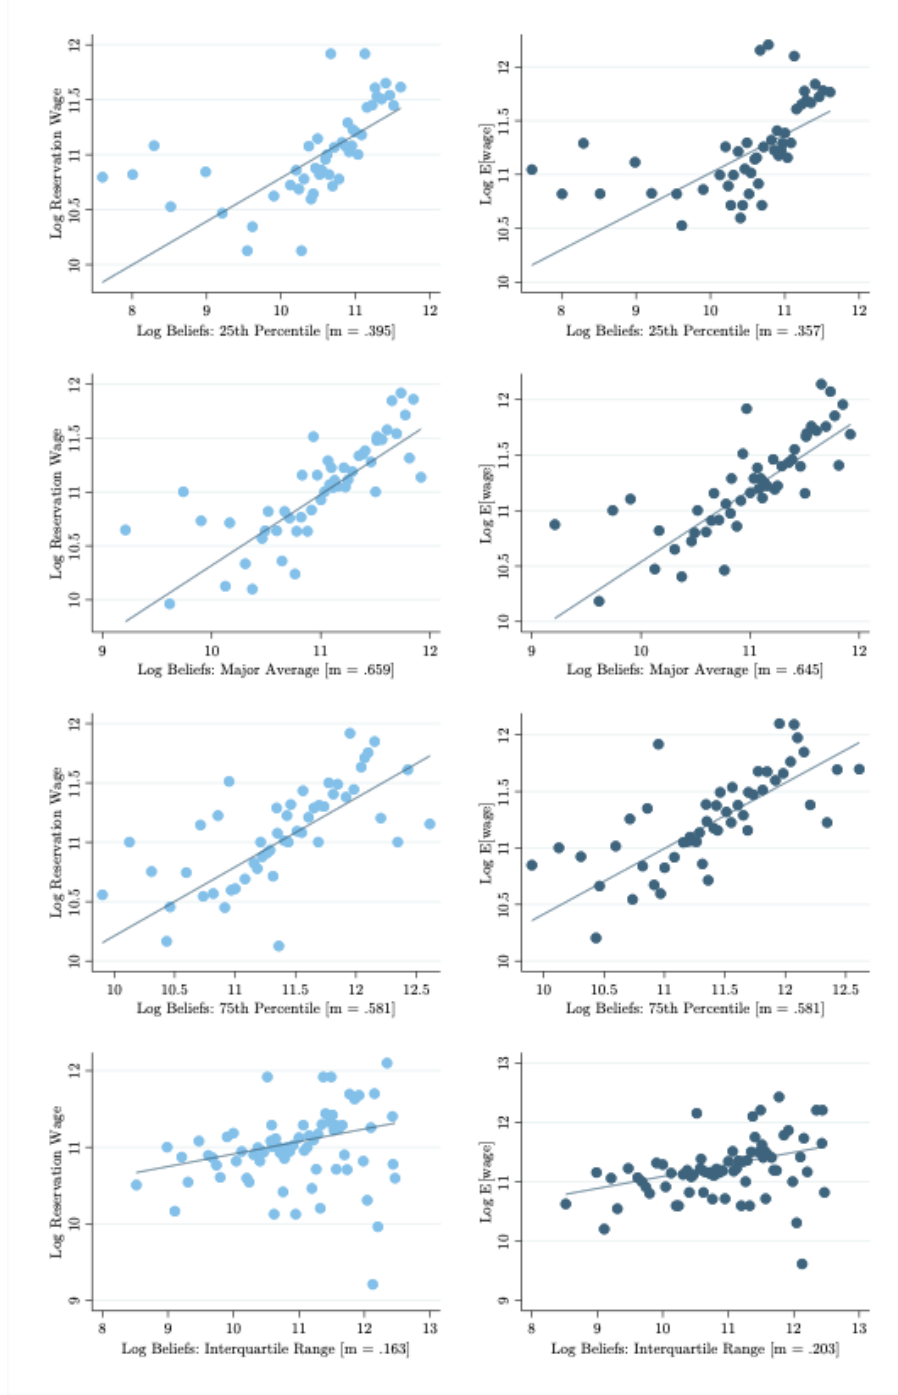 Log Reservation Wage
12
11.5
11
10.5
10
8 9 10 11 12
Log Beliefs: 25th Percentile [m = .395]
Log E[wage]
12
11.5
11
10.5
10
8 9 10 11 12
Log Beliefs: 25th Percentile [m = .357]
Log Reservation Wage
12
11.5
11
10.5
10
9 10 11 12
Log Beliefs: Major Average [m = .659]
Log E[wage]
12
11.5
11
10.5
10
9 10 11 12
Log Beliefs: Major Average [m = .645]
Log Reservation Wage
12
11.5
11
10.5
10
10 10.5 11 11.5 12 12.5
Log Beliefs: 75th Percentile [m = .581]
Log E[wage]
12
11.5
11
10.5
10
10 10.5 11 11.5 12 12.5
Log Beliefs: 75th Percentile [m = .581]
Log Reservation Wage
12
11
10
9
8 9 10 11 12 13
Log Beliefs: Interquartile Range [m = .163]
Log E[wage]
13
12
11
10
9
8 9 10 11 12 13
Log Beliefs: Interquartile Range [m = .203]